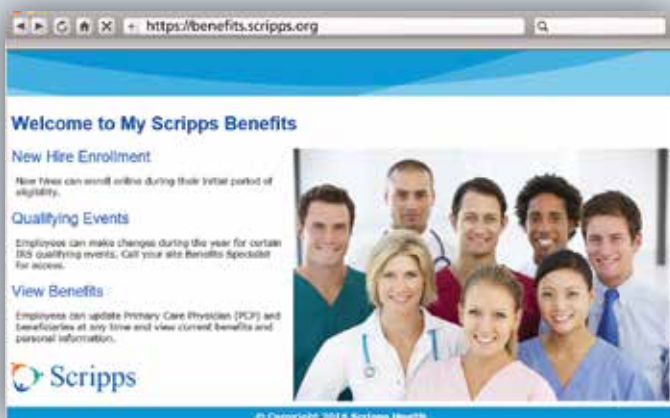 https://benefits.scripps.org
Welcome to My Scripps Benefits
New Hire Enrollment
New hires can enroll online during their initial period of
eligibility.
Qualifying Events
Employees can make changes during the year for certain
IRS qualifying events. Call your site Benefits Specialist
for access.
View Benefits
Employees can update Primary Care Physician (PCP) and
beneficiaries at any time and view current benefits and
personal information.
Scripps
© Copyright 2014 Scripps Health